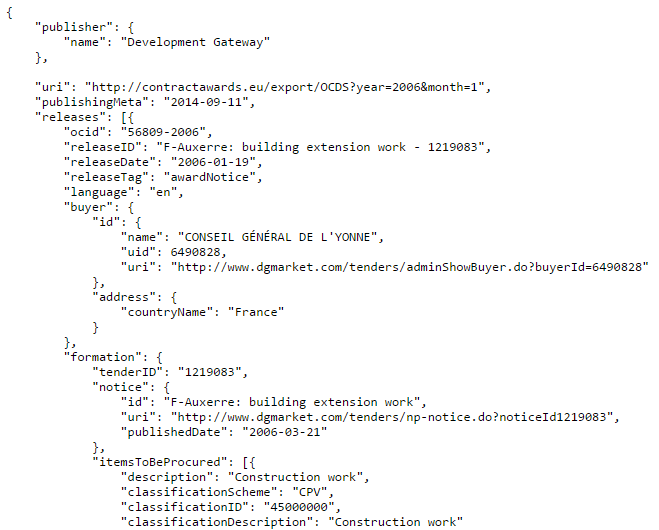 {
    "publisher": {
        "name": "Development Gateway"
    },
    "uri": "http://contractawards.eu/export/OCDS?year=2006&month=1",
    "publishingMeta": "2014-09-11",
    "releases": [{
        "ocid": "56809-2006",
        "releaseID": "F-Auxerre: building extension work - 1219083",
        "releaseDate": "2006-01-19",
        "releaseTag": "awardNotice",
        "language": "en",
        "buyer": {
            "id": {
                "name": "CONSEIL GÉNÉRAL DE L'YONNE",
                "uid": 6490828,
                "uri": "http://www.dgmarket.com/tenders/adminShowBuyer.do?buyerId=6490828"
            },
            "address": {
                "countryName": "France"
            }
        },
        "formation": {
            "tenderID": "1219083",
            "notice": {
                "id": "F-Auxerre: building extension work",
                "uri": "http://www.dgmarket.com/tenders/np-notice.do?noticeId1219083",
                "publishedDate": "2006-03-21"
            },
            "itemsToBeProcured": [{
                "description": "Construction work",
                "classificationScheme": "CPV",
                "classificationID": "45000000",
                "classificationDescription": "Construction work"